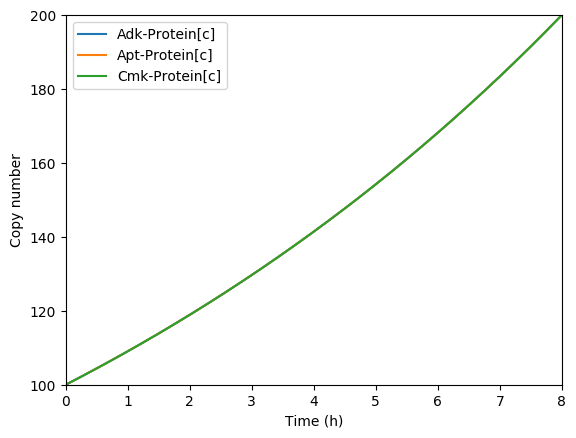 Adk-Protein[c]
Apt-Protein[c]
Cmk-Protein[c]
Copy number
200
180
160
140
120
100
0 1 2 3 4 5 6 7 8
Time (h)